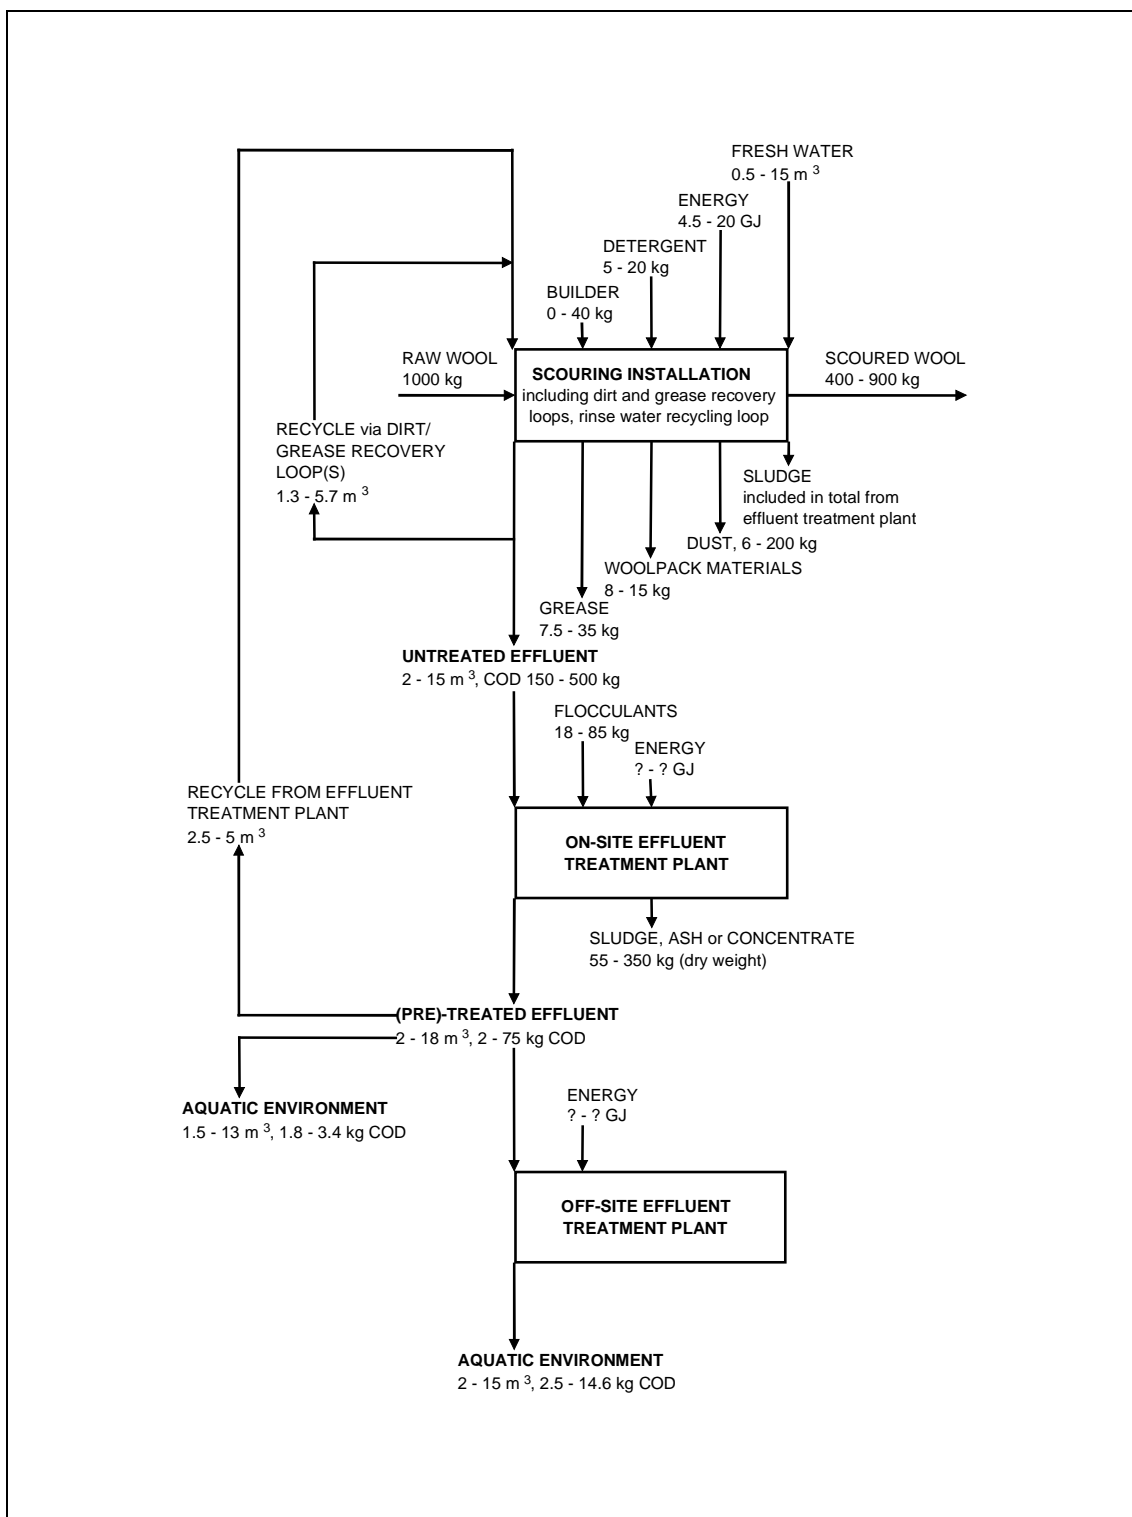 FRESH WATER
0.5 - 15 m 3
ENERGY
4.5 - 20 GJ
DETERGENT
5 - 20 kg
BUILDER
0 - 40 kg
RAW WOOL
1000 kg
SCOURING INSTALLATION
including dirt and grease recovery
loops, rinse water recycling loop
SCOURED WOOL
400 - 900 kg
RECYCLE via DIRT/
GREASE RECOVERY
LOOP(S)
1.3 - 5.7 m 3
SLUDGE
included in total from
effluent treatment plant
DUST, 6 - 200 kg
WOOLPACK MATERIALS
8 - 15 kg
GREASE
7.5 - 35 kg
UNTREATED EFFLUENT
2 - 15 m 3, COD 150 - 500 kg
FLOCCULANTS
18 - 85 kg
ENERGY
? - ? GJ
RECYCLE FROM EFFLUENT
TREATMENT PLANT
2.5 - 5 m 3
ON-SITE EFFLUENT
TREATMENT PLANT
SLUDGE, ASH or CONCENTRATE
55 - 350 kg (dry weight)
(PRE)-TREATED EFFLUENT
2 - 18 m 3, 2 - 75 kg COD
AQUATIC ENVIRONMENT
1.5 - 13 m 3, 1.8 - 3.4 kg COD
ENERGY
? - ? GJ
OFF-SITE EFFLUENT
TREATMENT PLANT
AQUATIC ENVIRONMENT
2 - 15 m 3, 2.5 - 14.6 kg COD